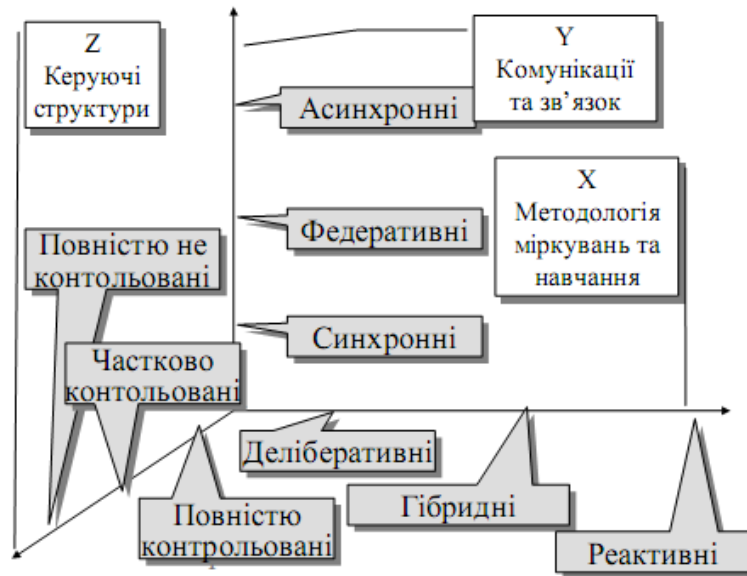 Z
Керуючі
структури
Y
Комунікації
та зв’язок
Асинхронні
X
Методологія
міркувань та
навчання
Федеративні
Повністю не
контольовані
Синхронні
Частково
контольовані
Деліберативні
Гібридні
Повністю
контрольовані
Реактивні